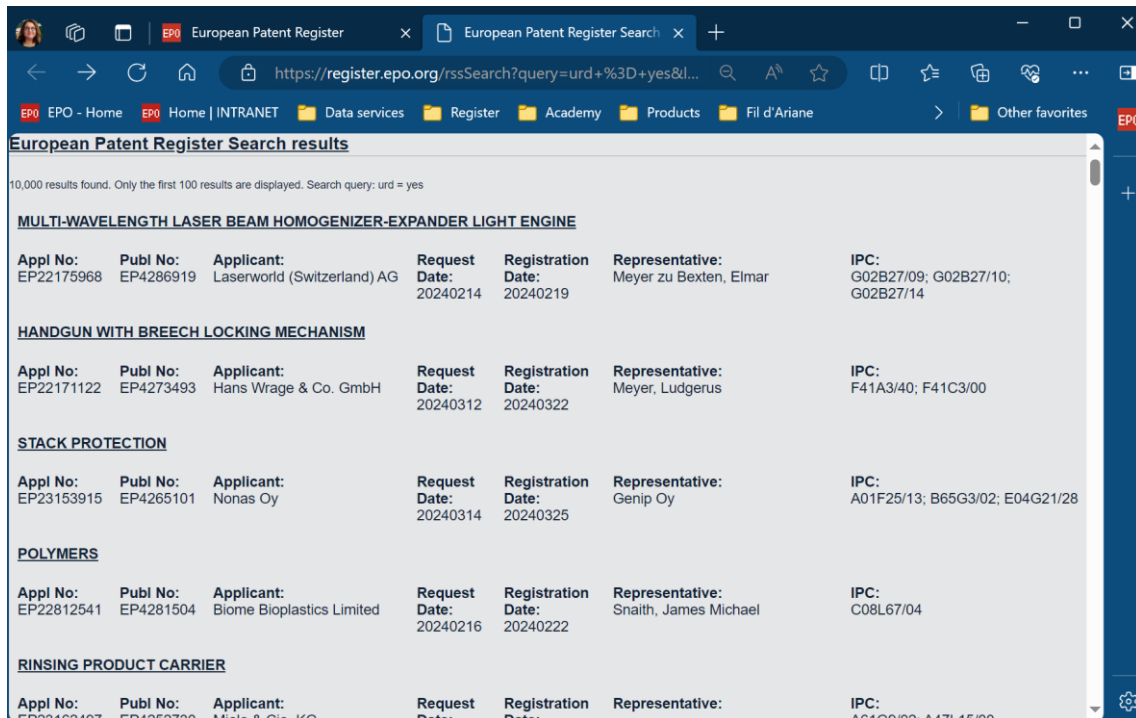 EPO European Patent Register
European Patent Register Search
https://register.epo.org/rssSearch?query=urd+%3D+yes&l...
EPO EPO - Home EPO Home | INTRANET Data services Register Academy Products Fil d'Ariane Other favorites EPO
European Patent Register Search results
10,000 results found. Only the first 100 results are displayed. Search query: urd = yes
MULTI-WAVELENGTH LASER BEAM HOMOGENIZER-EXPANDER LIGHT ENGINE
Appl No: Publ No: Applicant: Request Registration Representative: IPC:
EP22175968 EP4286919 Laserworld (Switzerland) AG Date: Date: Meyer zu Bexten, Elmar G02B27/09; G02B27/10;
20240214 20240219 G02B27/14
HANDGUN WITH BREECH LOCKING MECHANISM
Appl No: Publ No: Applicant: Request Registration Representative: IPC:
EP22171122 EP4273493 Hans Wrage & Co. GmbH Date: Date: Meyer, Ludgerus F41A3/40; F41C3/00
20240312 20240322
STACK PROTECTION
Appl No: Publ No: Applicant: Request Registration Representative: IPC:
EP23153915 EP4265101 Nonas Oy Date: Date: Genip Oy A01F25/13; B65G3/02; E04G21/28
20240314 20240325
POLYMERS
Appl No: Publ No: Applicant: Request Registration Representative: IPC:
EP22812541 EP4281504 Biome Bioplastics Limited Date: Date: Snaith, James Michael C08L67/04
20240216 20240222
RINSING PRODUCT CARRIER
Appl No: Publ No: Applicant: Request Registration Representative: IPC: